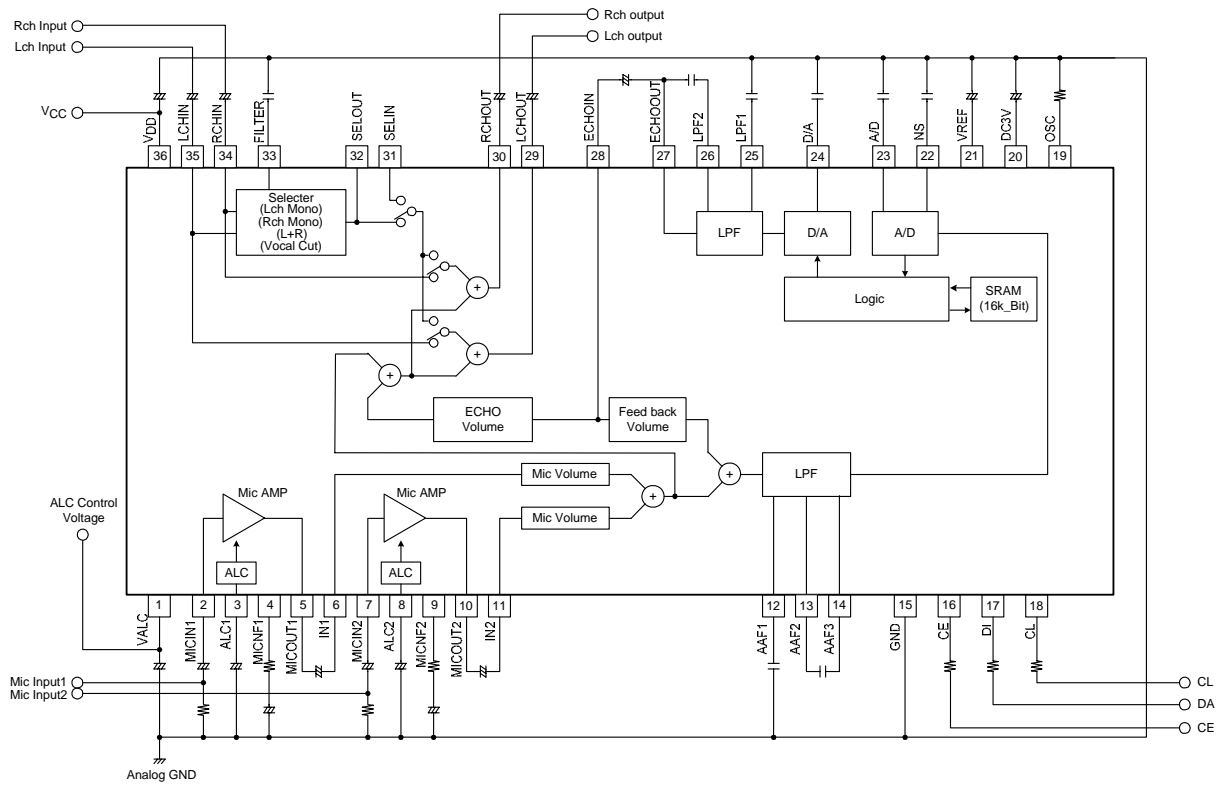 Rch Input
Lch Input
VCC
Rch output
Lch output
VDD
LCHIN
RCHIN
FILTER
SELOUT
SELIN
RCHOUT
LCHOUT
ECHOIN
ECHOOUT
LPF2
LPF1
D/A
A/D
NS
VREF
DC3V
OSC
36
35
34
33
32
31
30
29
28
27
26
25
24
23
22
21
20
19
Selecter
(Lch Mono)
(Rch Mono)
(L+R)
(Vocal Cut)
LPF
D/A
A/D
Logic
SRAM
(16k_Bit)
+
+
+
ECHO
Volume
Feed back
Volume
Mic Volume
Mic Volume
+
+
LPF
Mic AMP
Mic AMP
ALC
ALC
ALC Control
Voltage
1
2
3
4
5
6
7
8
9
10
11
12
13
14
15
16
17
18
VALC
MICIN1
ALC1
MICNF1
MICOUT1
IN1
MICIN2
ALC2
MICNF2
MICOUT2
IN2
AAF1
AAF2
AAF3
GND
CE
DI
CL
Mic Input1
Mic Input2
CL
DA
CE
Analog GND